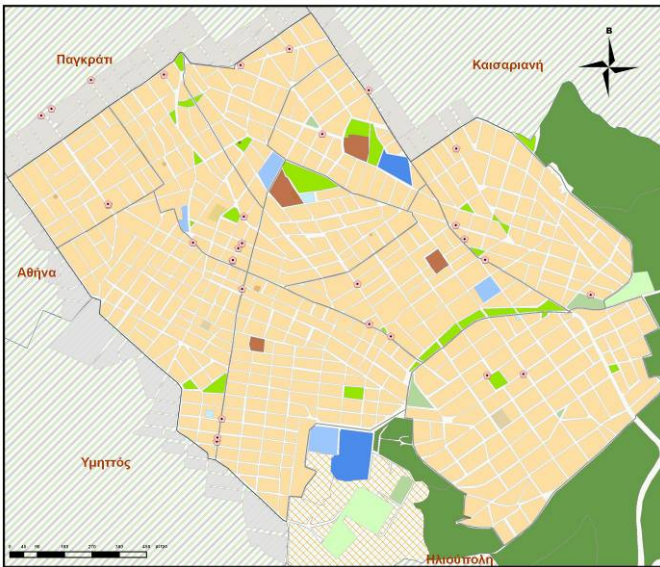 Β
Παγκράτι
Καισαριανή
Αθήνα
Υμηττός
Ηλιούπολη